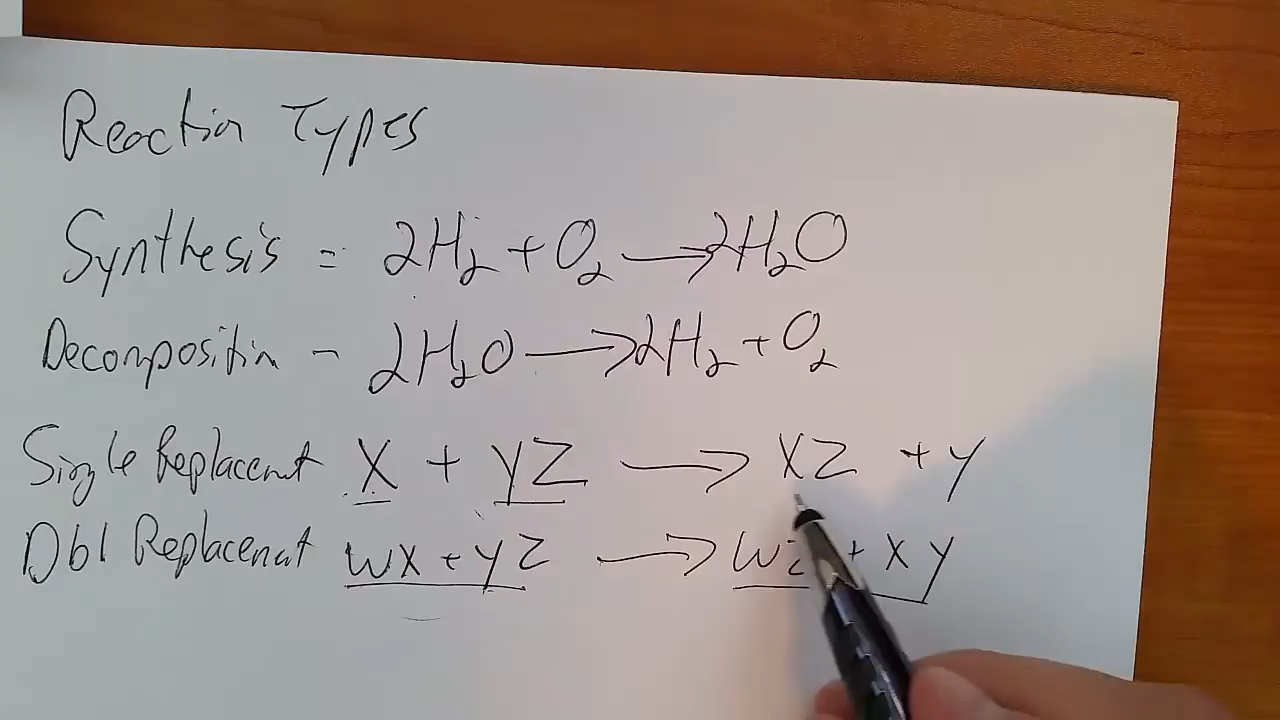 Reaction Types
Synthesis = 2H₂ + O₂ → 2H₂O
Decomposition - 2H₂O → 2H₂ + O₂
Single Replacement X + YZ → XZ + Y
Dbl Replacement WX + YZ → WZ + XY